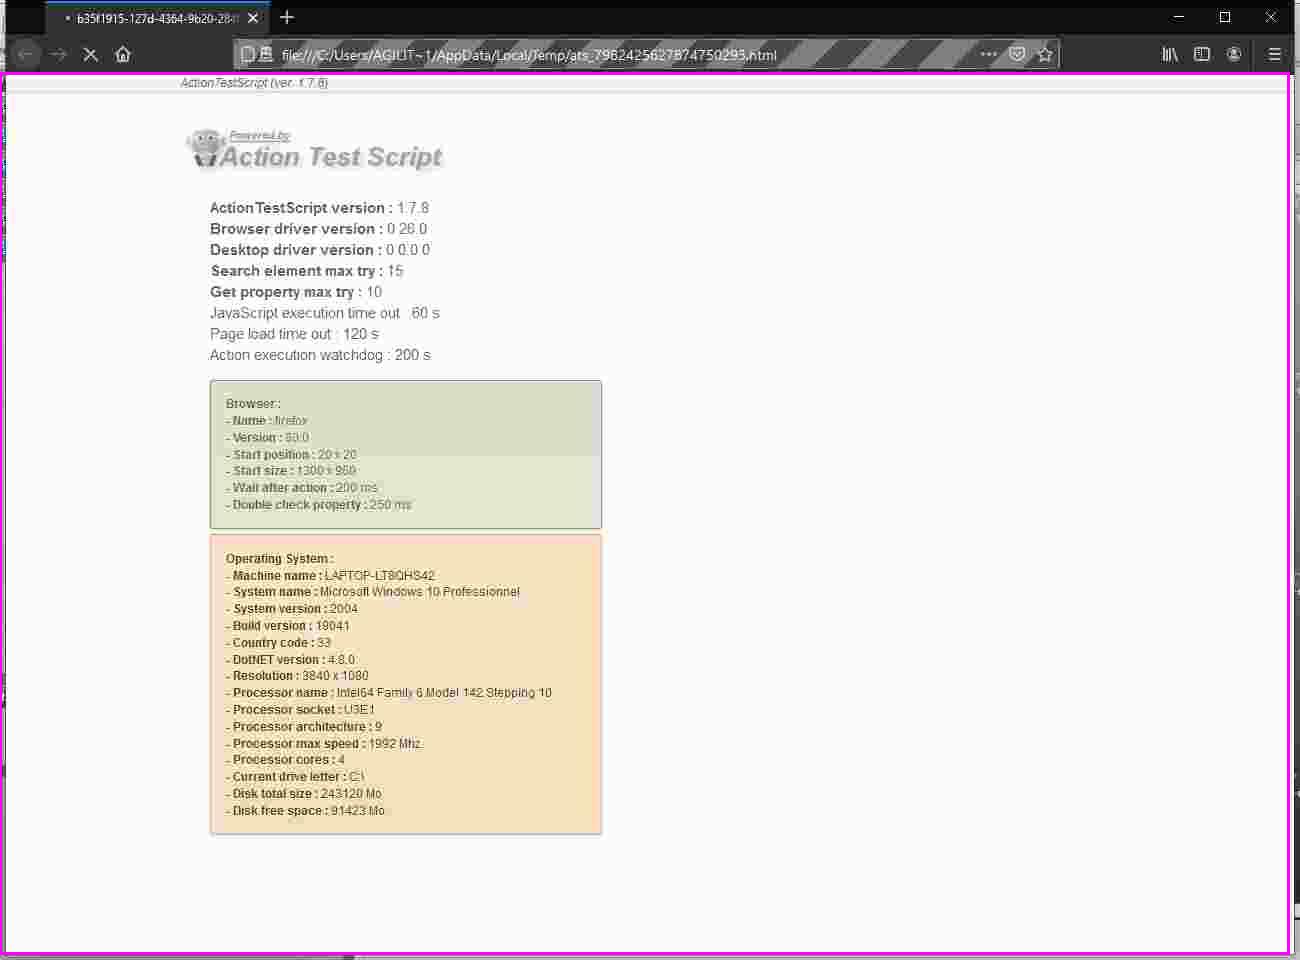 b35f1915-127d-4364-9b20-284
file:///C:/Users/AGILIT~1/AppData/Local/Temp/ats_7982425627874750295.html
ActionTestScript (ver. 1.7.8)
Powered by
Action Test Script
ActionTestScript version : 1.7.8
Browser driver version : 0.26.0
Desktop driver version : 0.0.0.0
Search element max try : 15
Get property max try : 10
JavaScript execution time out : 60 s
Page load time out : 120 s
Action execution watchdog : 200 s
Browser :
- Name : firefox
- Version : 80.0
- Start position : 20 x 20
- Start size : 1300 x 960
- Wait after action : 200 ms
- Double check property : 250 ms
Operating System :
- Machine name : LAPTOP-LT8QHS42
- System name : Microsoft Windows 10 Professionnel
- System version : 2004
- Build version : 19041
- Country code : 33
- DotNET version : 4.8.0
- Resolution : 3840 x 1080
- Processor name : Intel64 Family 6 Model 142 Stepping 10
- Processor socket : U3E1
- Processor architecture : 9
- Processor max speed : 1992 Mhz
- Processor cores : 4
- Current drive letter : C:\
- Disk total size : 243120 Mo
- Disk free space : 91423 Mo